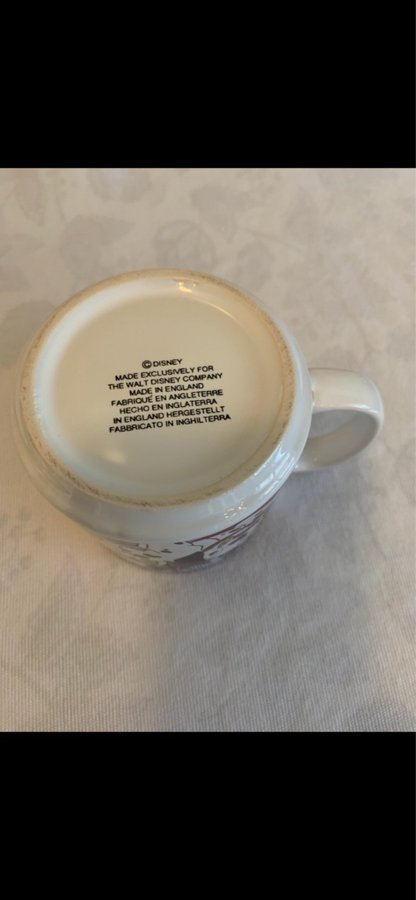 © DISNEY
MADE EXCLUSIVELY FOR
THE WALT DISNEY COMPANY
MADE IN ENGLAND
FABRIQUÉ EN ANGLETERRE
HECHO EN INGLATERRA
IN ENGLAND HERGESTELLT
FABBRICATO IN INGHILTERRA